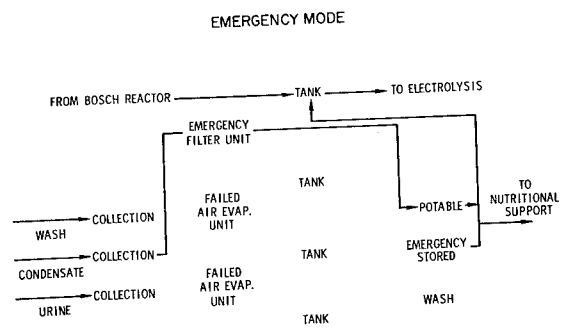 EMERGENCY MODE
FROM BOSCH REACTOR
TANK
TO ELECTROLYSIS
EMERGENCY
FILTER UNIT
TANK
FAILED
AIR EVAP.
UNIT
TO
NUTRITIONAL
SUPPORT
POTABLE
COLLECTION
WASH
EMERGENCY
STORED
COLLECTION
CONDENSATE
TANK
FAILED
AIR EVAP.
UNIT
COLLECTION
URINE
WASH
TANK